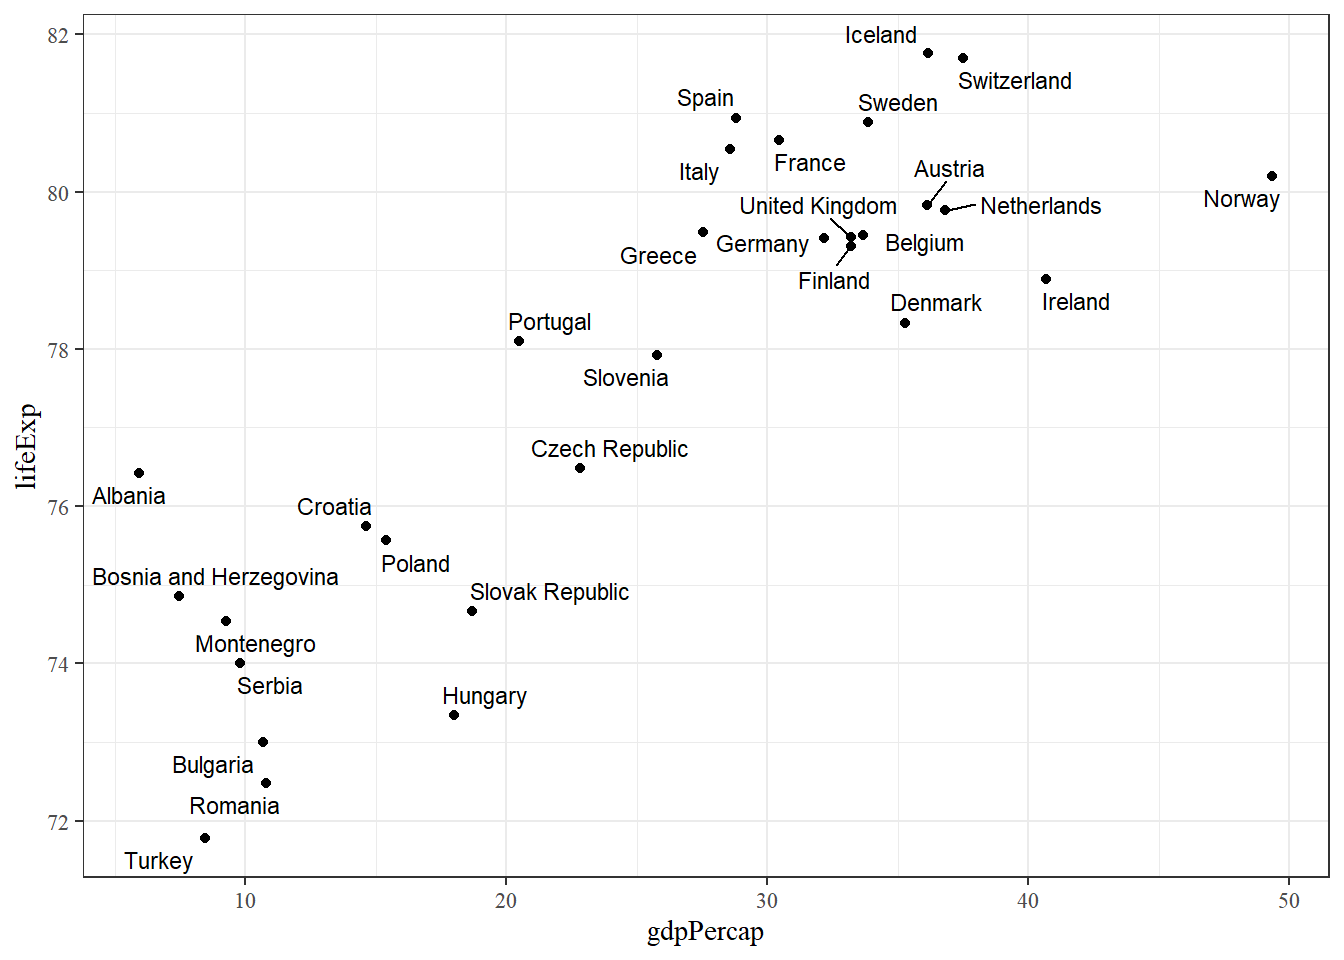 82
Iceland
Switzerland
Spain
Sweden
Italy
France
Austria
80
Norway
United Kingdom
Netherlands
Greece
Germany
Belgium
Finland
Denmark
Ireland
Portugal
78
Slovenia
Czech Republic
lifeExp
Albania
76
Croatia
Poland
Bosnia and Herzegovina
Slovak Republic
Montenegro
74
Serbia
Hungary
Bulgaria
Romania
72
Turkey
10
20
30
40
50
gdpPercap